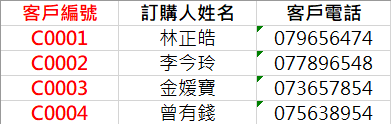 客戶編號 訂購人姓名 客戶電話
C0001 林正皓 079656474
C0002 李今玲 077896548
C0003 金媛寶 073657854
C0004 曾有錢 075638954